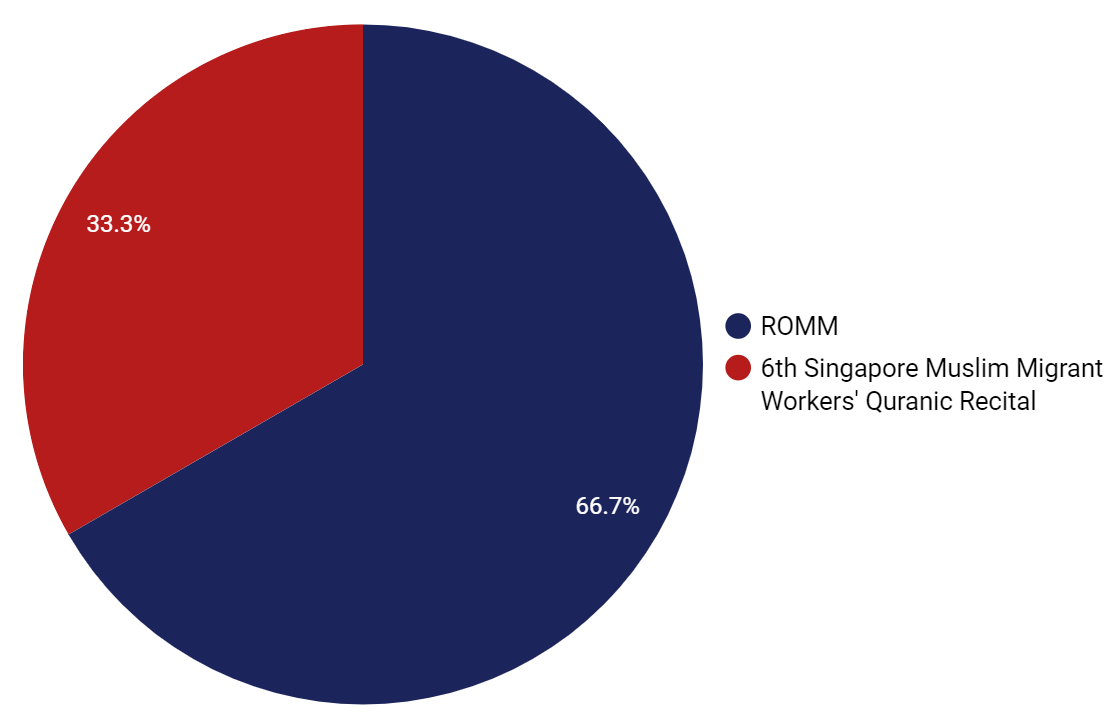 33.3%
66.7%
ROMM
6th Singapore Muslim Migrant
Workers' Quranic Recital